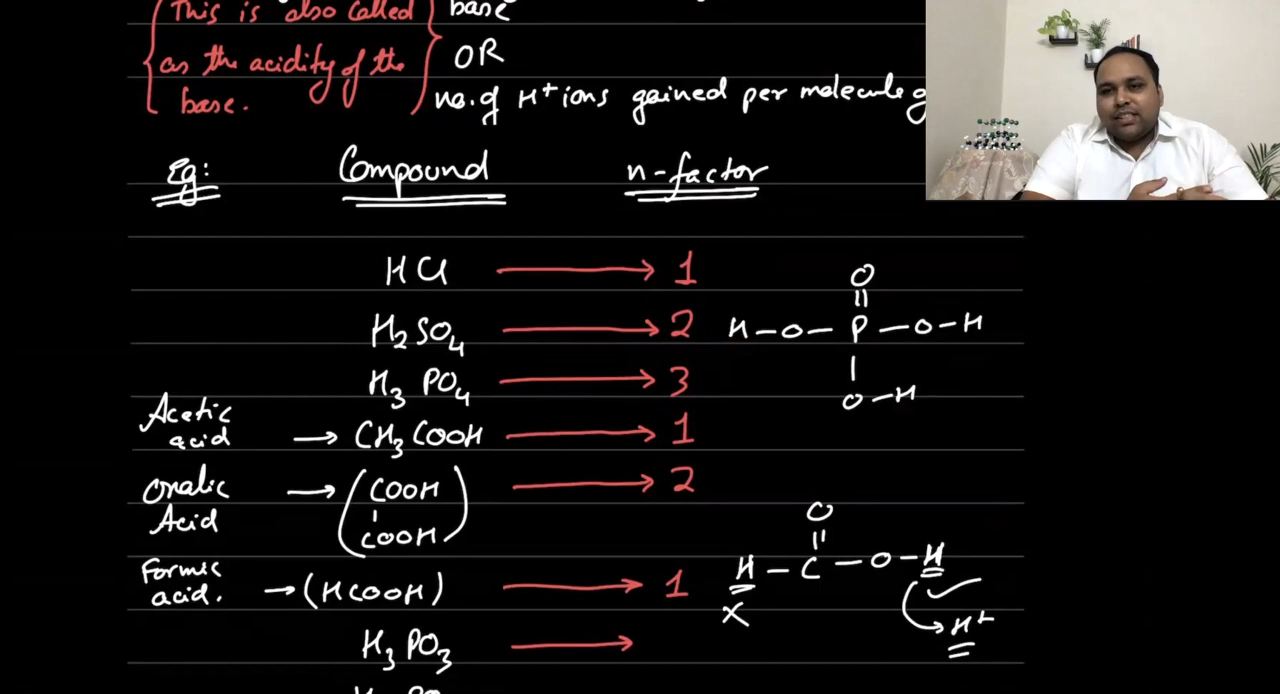 This is also called
as the acidity of the
base.
base
OR
no. of H+ ions gained per molecule
Eg: Compound n-factor
HCl → 1
H2SO4 → 2
H3PO4 → 3
Acetic acid → CH3COOH → 1
Oxalic Acid → (COOH
COOH) → 2
Formic acid. → (HCOOH) → 1
H3PO3 →
O
H-O-P-O-H
O-H
O
H-C-O-H
X ✓
H+